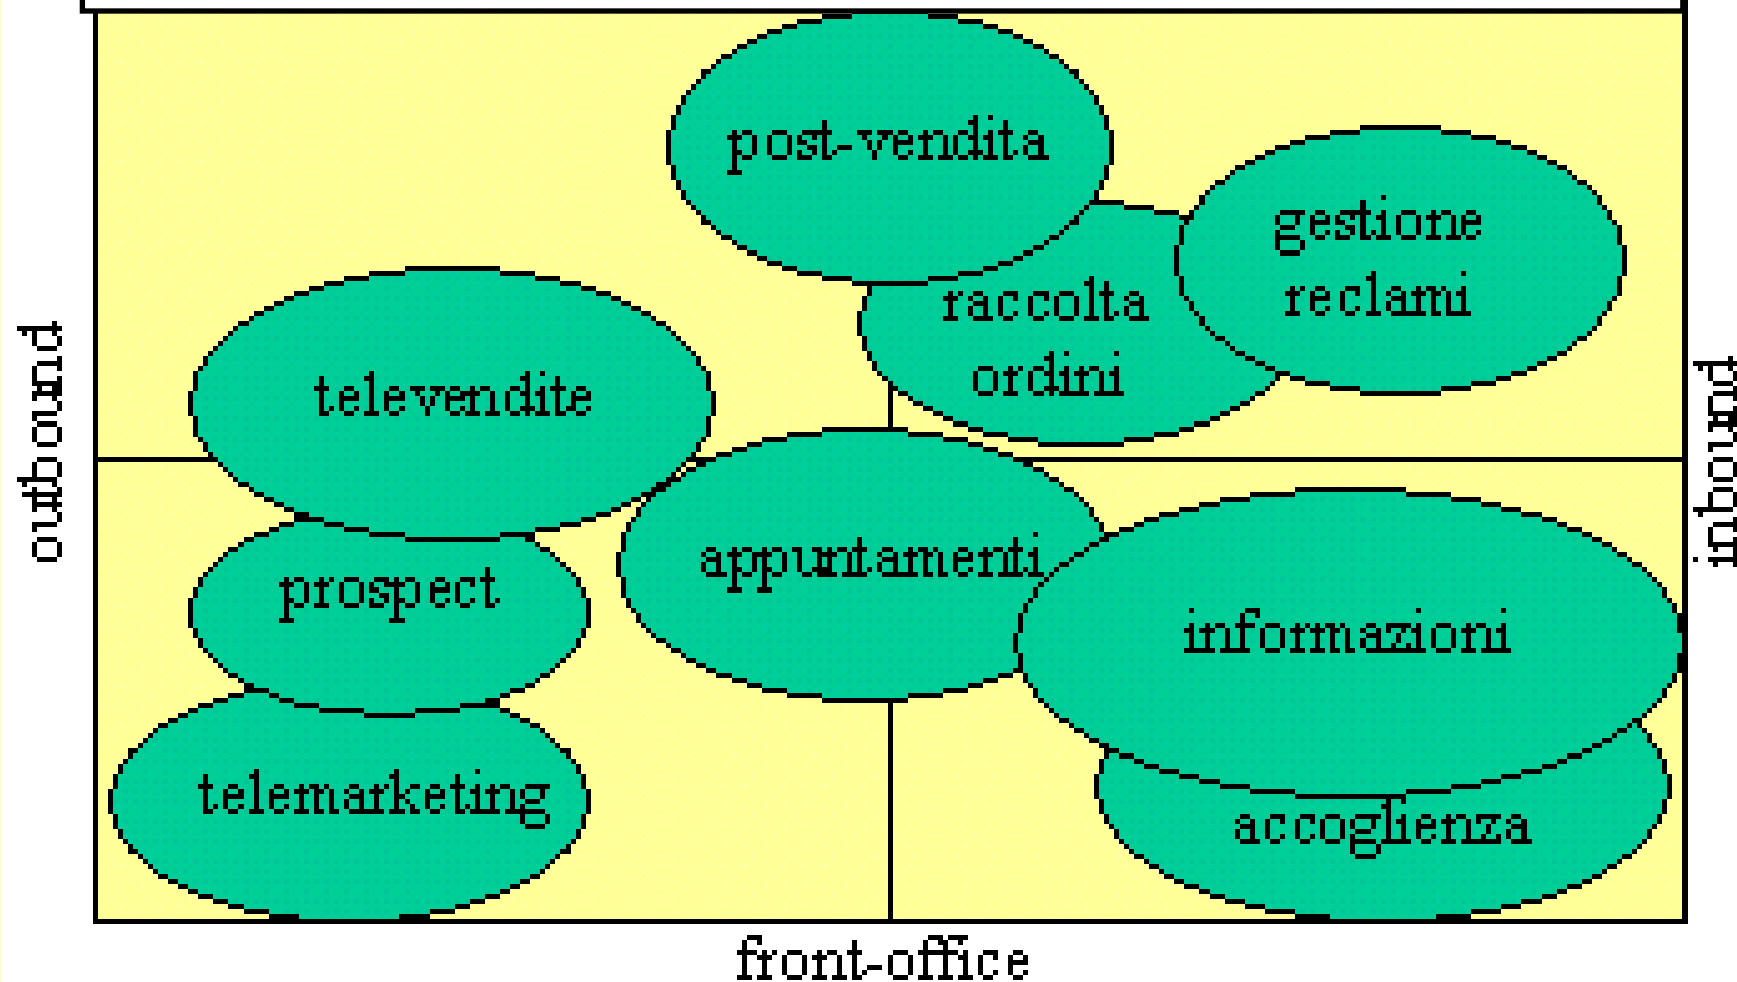 post-vendita
gestione
reclami
raccolta
ordini
televendite
outbound
inbound
appuntamenti
prospect
informazioni
telemarketing
accoglienza
front-office